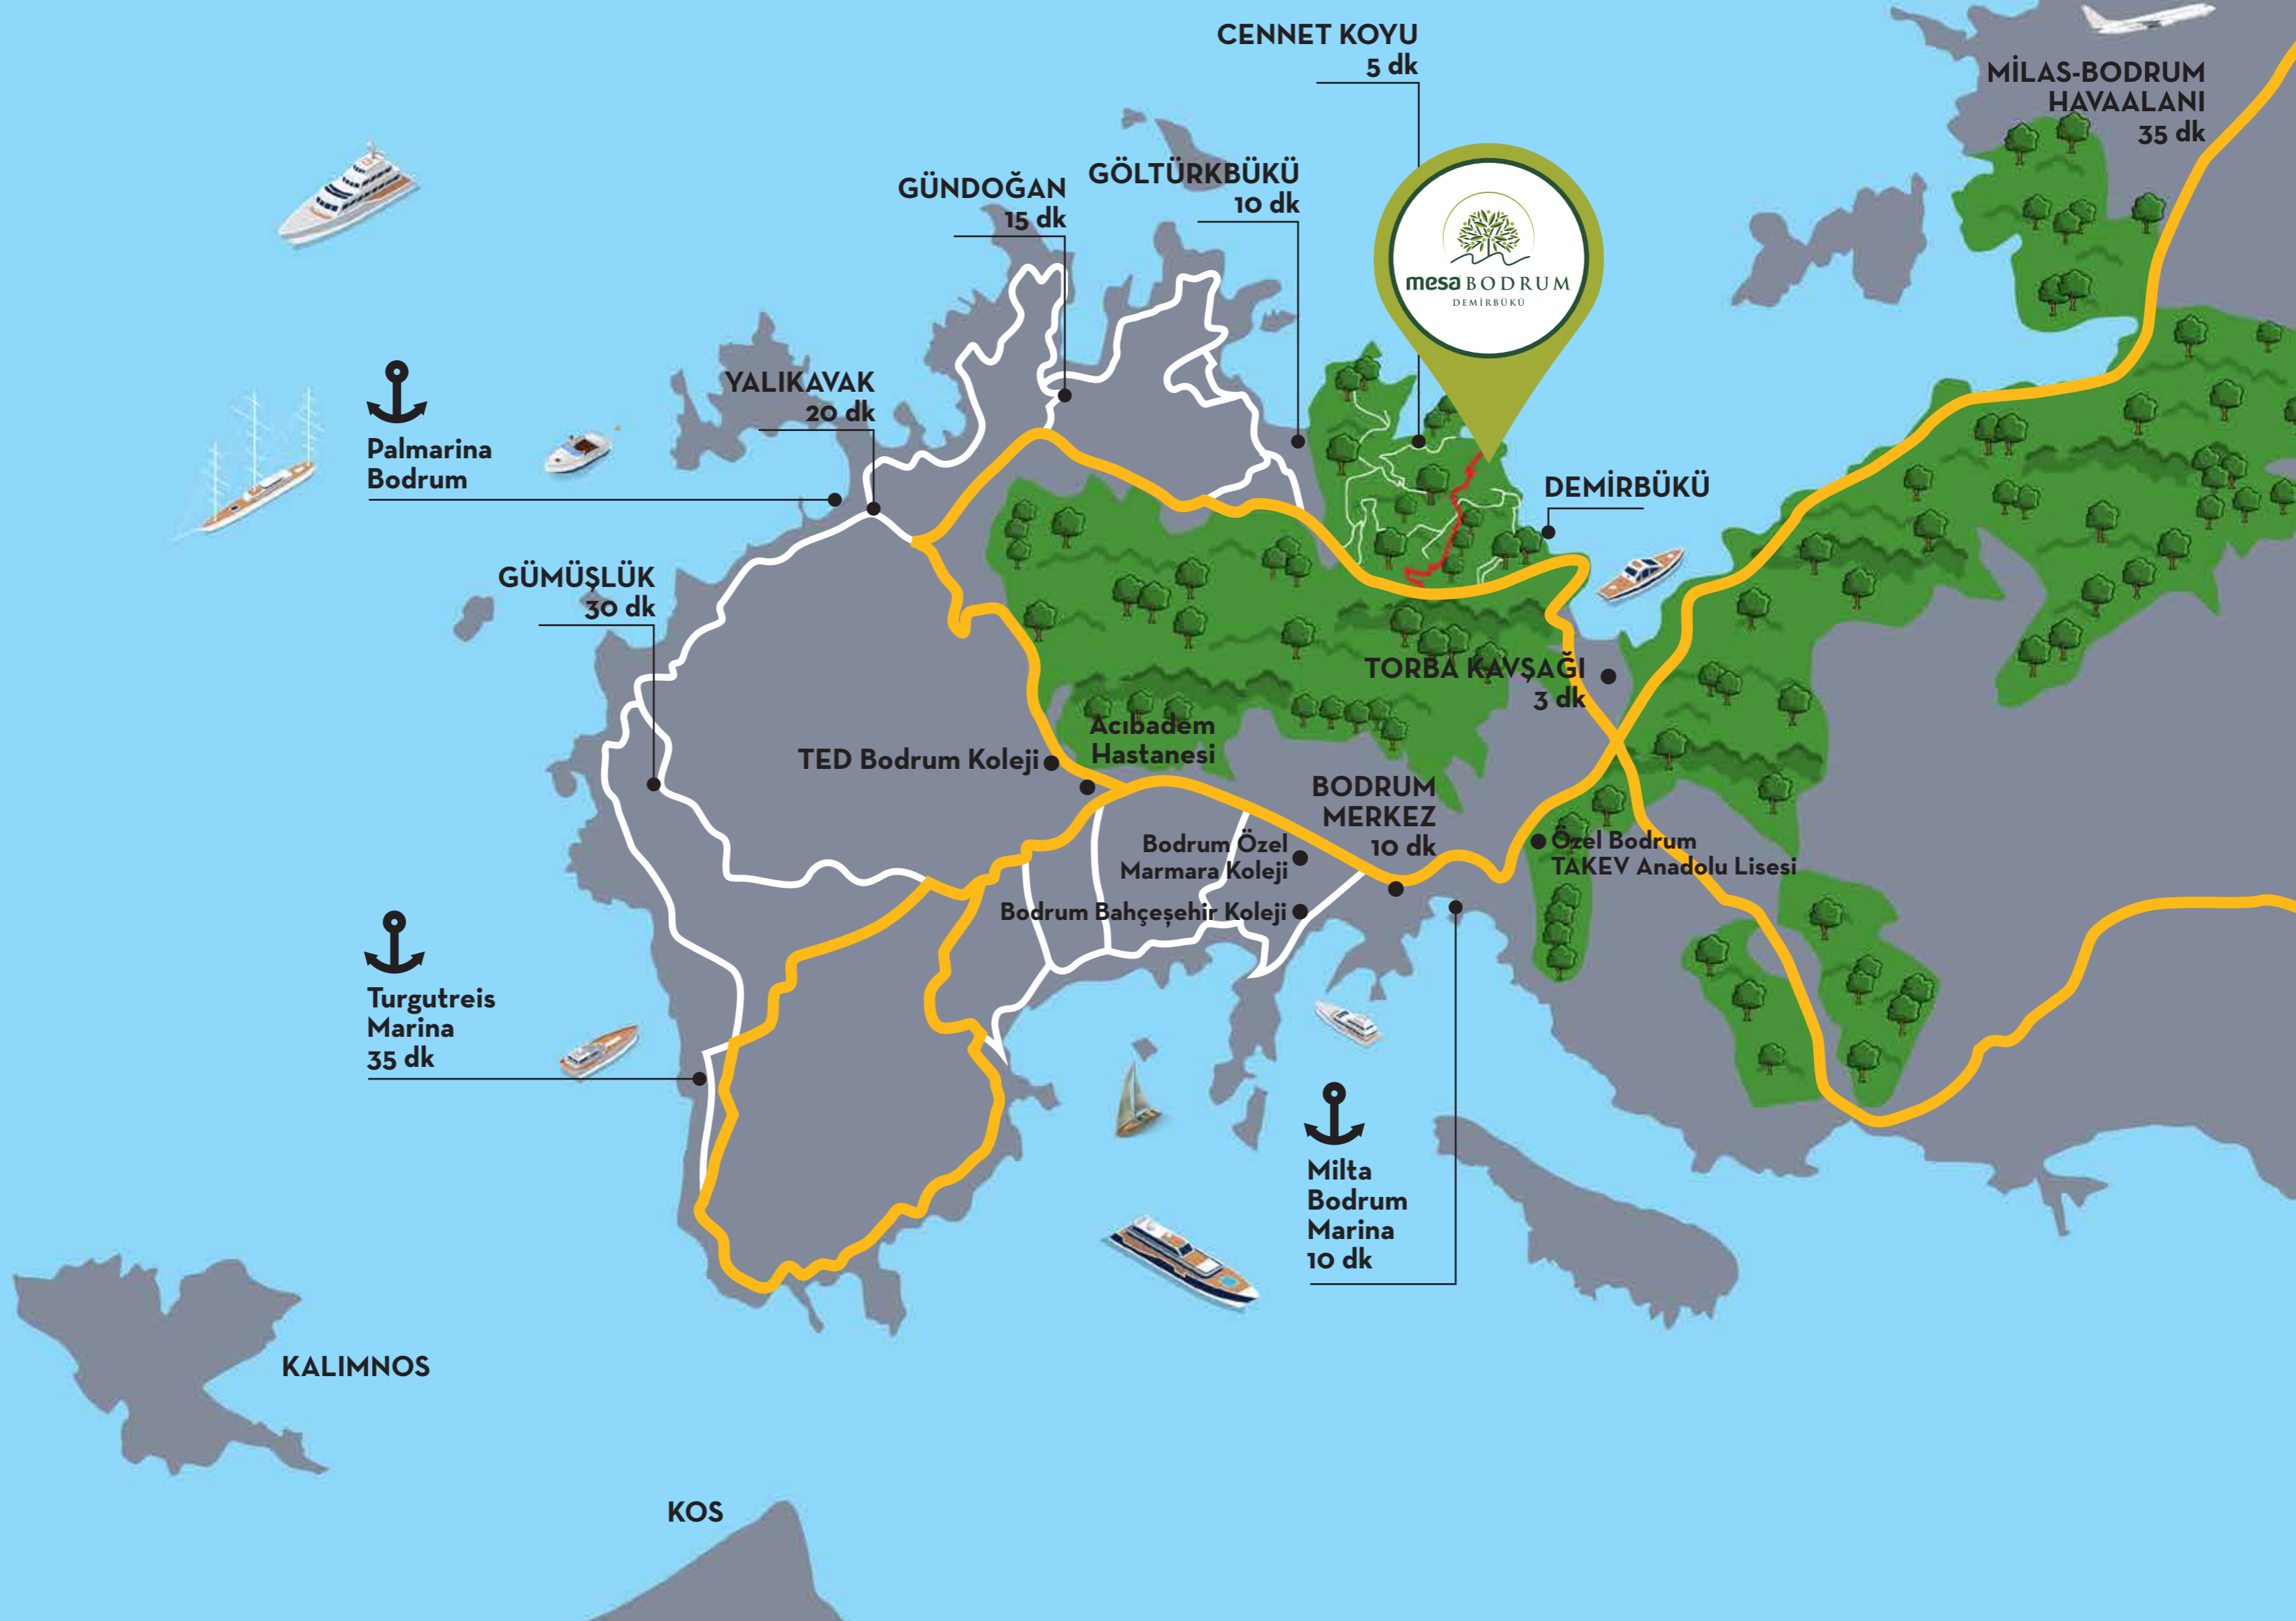 CENNET KOYU
5 dk
MİLAS-BODRUM
HAVAALANI
35 dk
GÜNDOĞAN
15 dk
GÖLTÜRKBÜKÜ
10 dk
mesa BODRUM
DEMİRBÜKÜ
YALIKAVAK
20 dk
Palmarina
Bodrum
DEMİRBÜKÜ
GÜMÜŞLÜK
30 dk
TORBA KAVŞAĞI
3 dk
Acıbadem
Hastanesi
TED Bodrum Koleji
BODRUM
MERKEZ
10 dk
Bodrum Özel
Marmara Koleji
Özel Bodrum
TAKEV Anadolu Lisesi
Bodrum Bahçeşehir Koleji
Turgutreis
Marina
35 dk
Milta
Bodrum
Marina
10 dk
KALIMNOS
KOS